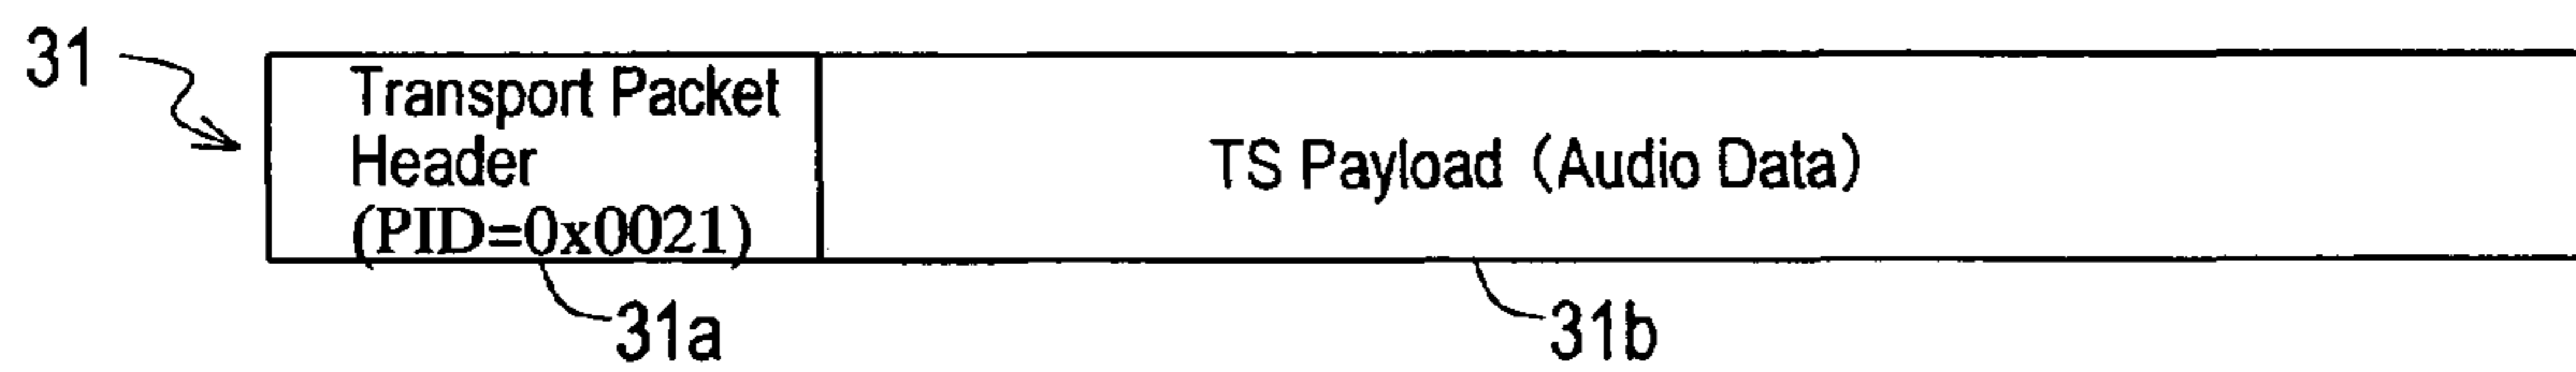 31
Transport Packet
Header
(PID=0x0021)
TS Payload (Audio Data)
31a
31b